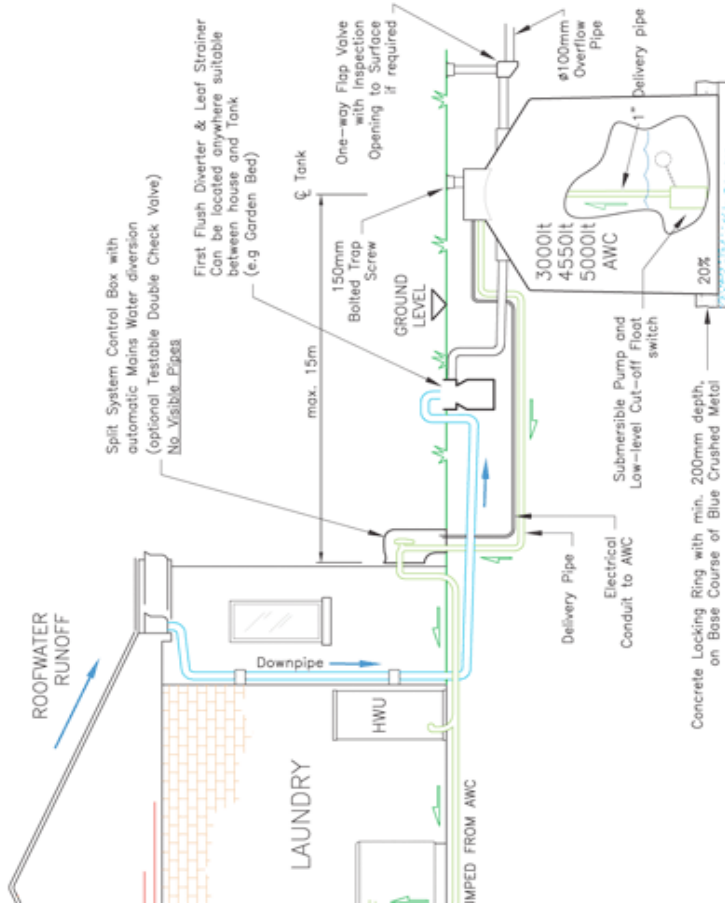 ROOFWATER
RUNOFF
Split System Control Box with
automatic Mains Water diversion
(optional Testable Double Check Valve)
No Visible Pipes
First Flush Diverter & Leaf Strainer
Can be located anywhere suitable
between house and Tank
(e.g Garden Bed)
℄ Tank
One-way Flap Valve
with Inspection
Opening to Surface
if required
ø100mm
Overflow
Pipe
max. 15m
150mm
Bolted Trap
Screw
GROUND
LEVEL
Downpipe
HWU
LAUNDRY
IMPED FROM AWC
Delivery Pipe
Electrical
Conduit to AWC
Submersible Pump and
Low-level Cut-off Float
switch
3000lt
4550lt
5000lt
AWC
1"
Delivery pipe
20%
Concrete Locking Ring with min. 200mm depth,
on Base Course of Blue Crushed Metal